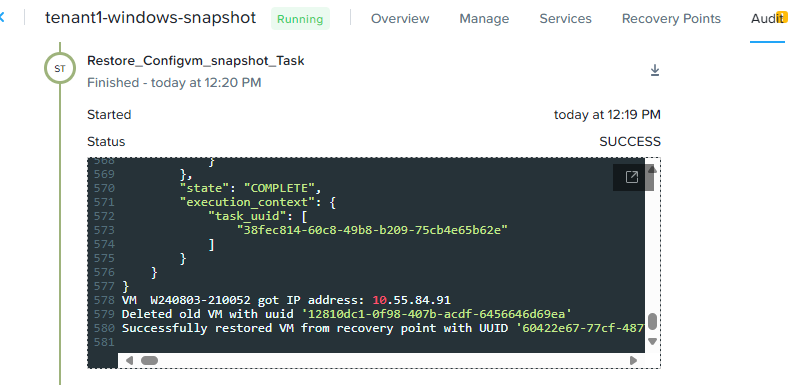 tenant1-windows-snapshot Running Overview Manage Services Recovery Points Audit
ST Restore_Configvm_snapshot_Task
Finished - today at 12:20 PM
Started today at 12:19 PM
Status SUCCESS
568 }
569 },
570 "state": "COMPLETE",
571 "execution_context": {
572 "task_uuid": [
573 "38fec814-60c8-49b8-b209-75cb4e65b62e"
574 ]
575 }
576 }
577 }
578 VM W240803-210052 got IP address: 10.55.84.91
579 Deleted old VM with uuid '12810dc1-0f98-407b-acdf-6456646d69ea'
580 Successfully restored VM from recovery point with UUID '60422e67-77cf-487
581